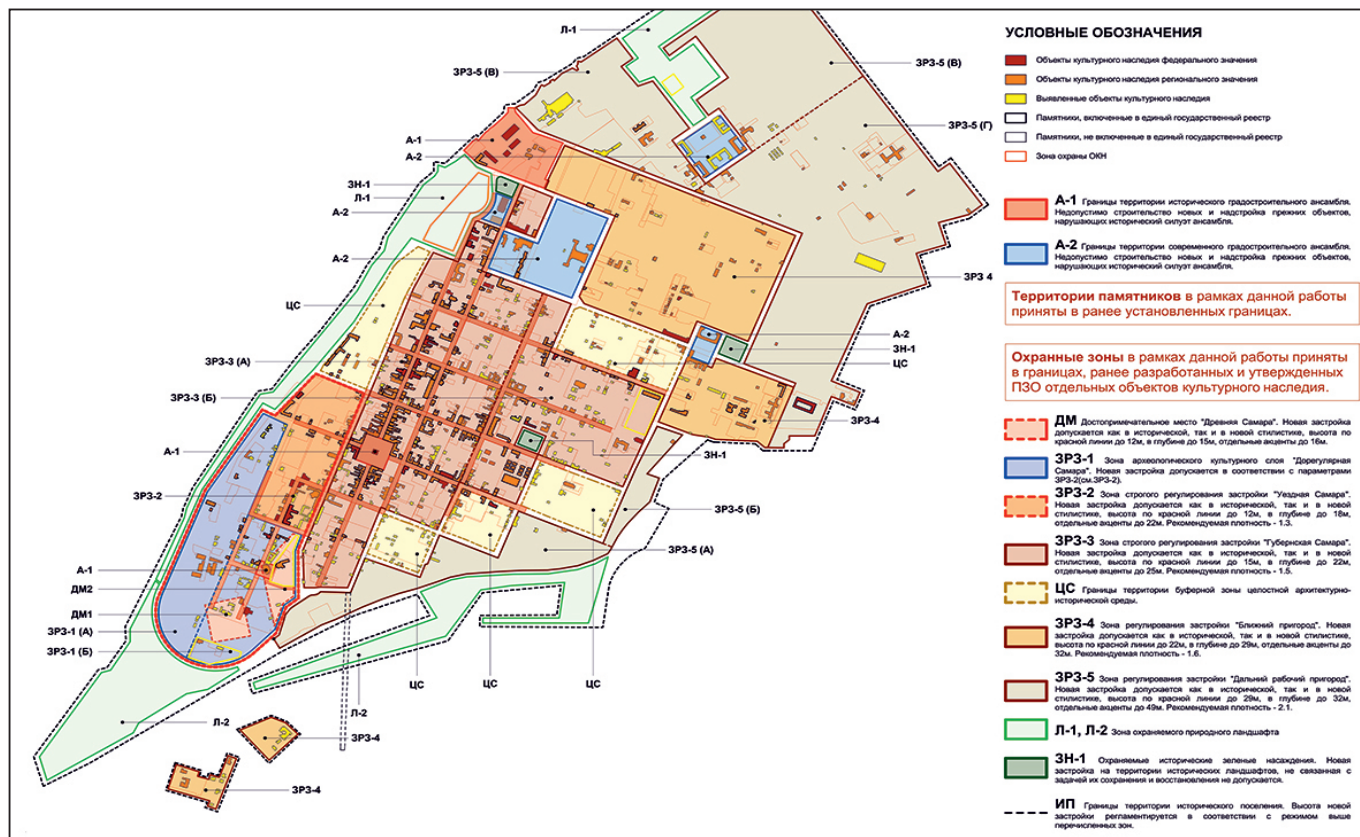 Л-1
ЗРЗ-5 (В)
ЗРЗ-5 (В)
ЗРЗ-5 (Г)
А-1
А-2
ЗН-1
Л-1
А-2
А-2
ЗРЗ 4
ЦС
А-2
ЗН-1
ЦС
ЗРЗ-3 (А)
ЗРЗ-3 (Б)
ЗРЗ-4
А-1
ЗН-1
ЗРЗ-2
ЗРЗ-5 (Б)
ЗРЗ-5 (А)
А-1
ДМ2
ДМ1
ЗРЗ-1 (А)
ЗРЗ-1 (Б)
ЦС
ЦС
ЦС
Л-2
Л-2
ЗРЗ-4
ЗРЗ-4
УСЛОВНЫЕ ОБОЗНАЧЕНИЯ
Объекты культурного наследия федерального значения
Объекты культурного наследия регионального значения
Выявленные объекты культурного наследия
Памятники, включенные в единый государственный реестр
Памятники, не включенные в единый государственный реестр
Зона охраны ОКН
А-1 Границы территории исторического градостроительного ансамбля.
Недопустимо строительство новых и надстройка прежних объектов,
нарушающих исторический силуэт ансамбля.
А-2 Границы территории современного градостроительного ансамбля.
Недопустимо строительство новых и надстройка прежних объектов,
нарушающих исторический силуэт ансамбля.
Территории памятников в рамках данной работы
приняты в ранее установленных границах.
Охранные зоны в рамках данной работы приняты
в границах, ранее разработанных и утвержденных
ПЗО отдельных объектов культурного наследия.
ДМ Достопримечательное место "Древняя Самара". Новая застройка
допускается как в исторической, так и в новой стилистике, высота по
красной линии до 12м, в глубине до 15м, отдельные акценты до 16м.
ЗРЗ-1 Зона археологического культурного слоя "Дорегулярная
Самара". Новая застройка допускается в соответствии с параметрами
ЗРЗ-2(см.ЗРЗ-2).
ЗРЗ-2 Зона строгого регулирования застройки "Уездная Самара".
Новая застройка допускается как в исторической, так и в новой
стилистике, высота по красной линии до 12м, в глубине до 18м,
отдельные акценты до 22м. Рекомендуемая плотность - 1.3.
ЗРЗ-3 Зона строгого регулирования застройки "Губернская Самара".
Новая застройка допускается как в исторической, так и в новой
стилистике, высота по красной линии до 15м, в глубине до 22м,
отдельные акценты до 25м. Рекомендуемая плотность - 1.5.
ЦС Границы территории буферной зоны целостной архитектурно-
исторической среды.
ЗРЗ-4 Зона регулирования застройки "Ближний пригород". Новая
застройка допускается как в исторической, так и в новой стилистике,
высота по красной линии до 22м, в глубине до 29м, отдельные акценты до
32м. Рекомендуемая плотность - 1.6.
ЗРЗ-5 Зона регулирования застройки "Дальний рабочий пригород".
Новая застройка допускается как в исторической, так и в новой
стилистике, высота по красной линии до 29м, в глубине до 32м,
отдельные акценты до 49м. Рекомендуемая плотность - 2.1.
Л-1, Л-2 Зона охраняемого природного ландшафта
ЗН-1 Охраняемые исторические зеленые насаждения. Новая
застройка на территории исторических ландшафтов, не связанная с
задачей их сохранения и восстановления не допускается.
ИП Границы территории исторического поселения. Высота новой
застройки регламентируется в соответствии с режимом выше
перечисленных зон.